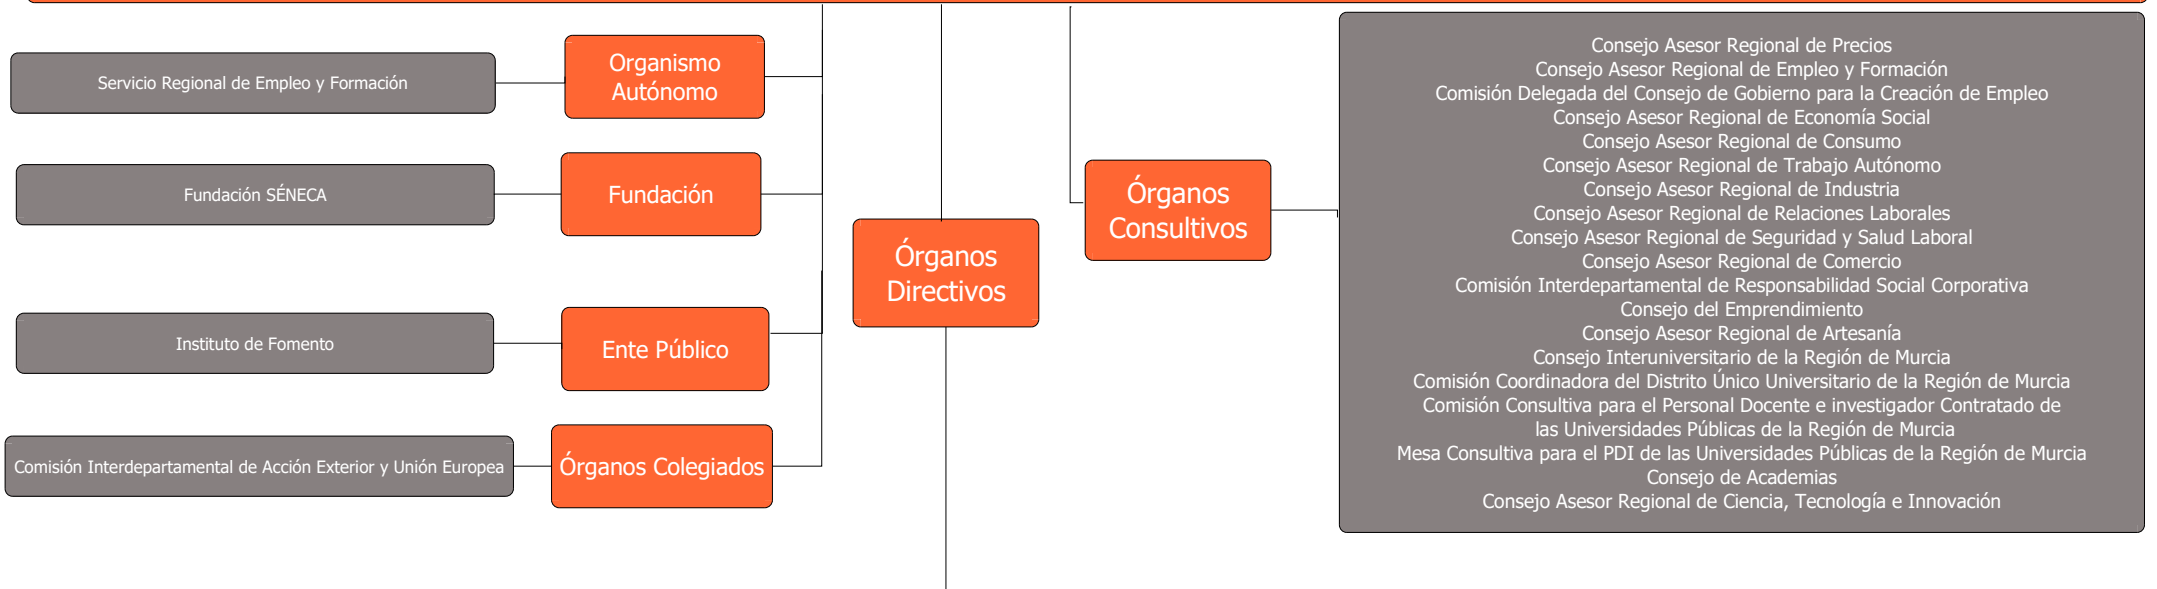 Servicio Regional de Empleo y Formación
Organismo
Autónomo
Fundación SÉNECA
Fundación
Instituto de Fomento
Ente Público
Comisión Interdepartamental de Acción Exterior y Unión Europea
Órganos Colegiados
Órganos
Directivos
Órganos
Consultivos
Consejo Asesor Regional de Precios
Consejo Asesor Regional de Empleo y Formación
Comisión Delegada del Consejo de Gobierno para la Creación de Empleo
Consejo Asesor Regional de Economía Social
Consejo Asesor Regional de Consumo
Consejo Asesor Regional de Trabajo Autónomo
Consejo Asesor Regional de Industria
Consejo Asesor Regional de Relaciones Laborales
Consejo Asesor Regional de Seguridad y Salud Laboral
Consejo Asesor Regional de Comercio
Comisión Interdepartamental de Responsabilidad Social Corporativa
Consejo del Emprendimiento
Consejo Asesor Regional de Artesanía
Consejo Interuniversitario de la Región de Murcia
Comisión Coordinadora del Distrito Único Universitario de la Región de Murcia
Comisión Consultiva para el Personal Docente e investigador Contratado de
las Universidades Públicas de la Región de Murcia
Mesa Consultiva para el PDI de las Universidades Públicas de la Región de Murcia
Consejo de Academias
Consejo Asesor Regional de Ciencia, Tecnología e Innovación